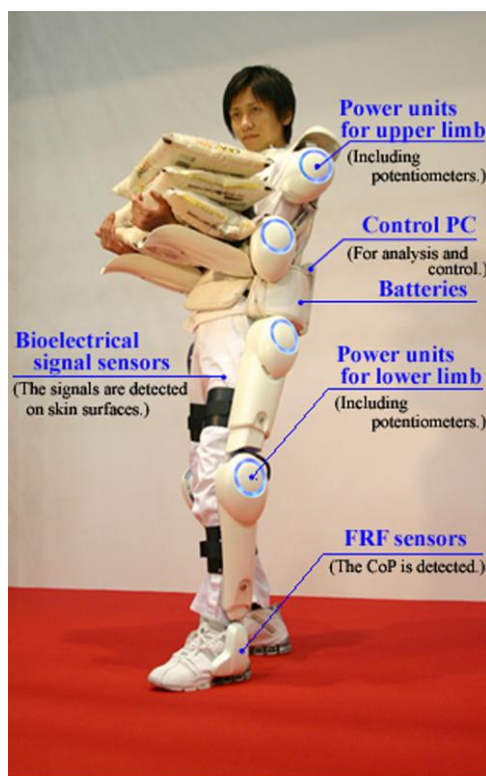 Power units
for upper limb
(Including
potentiometers.)
Control PC
(For analysis and
control.)
Batteries
Bioelectrical
signal sensors
(The signals are detected
on skin surfaces.)
Power units
for lower limb
(Including
potentiometers.)
FRF sensors
(The CoP is detected.)